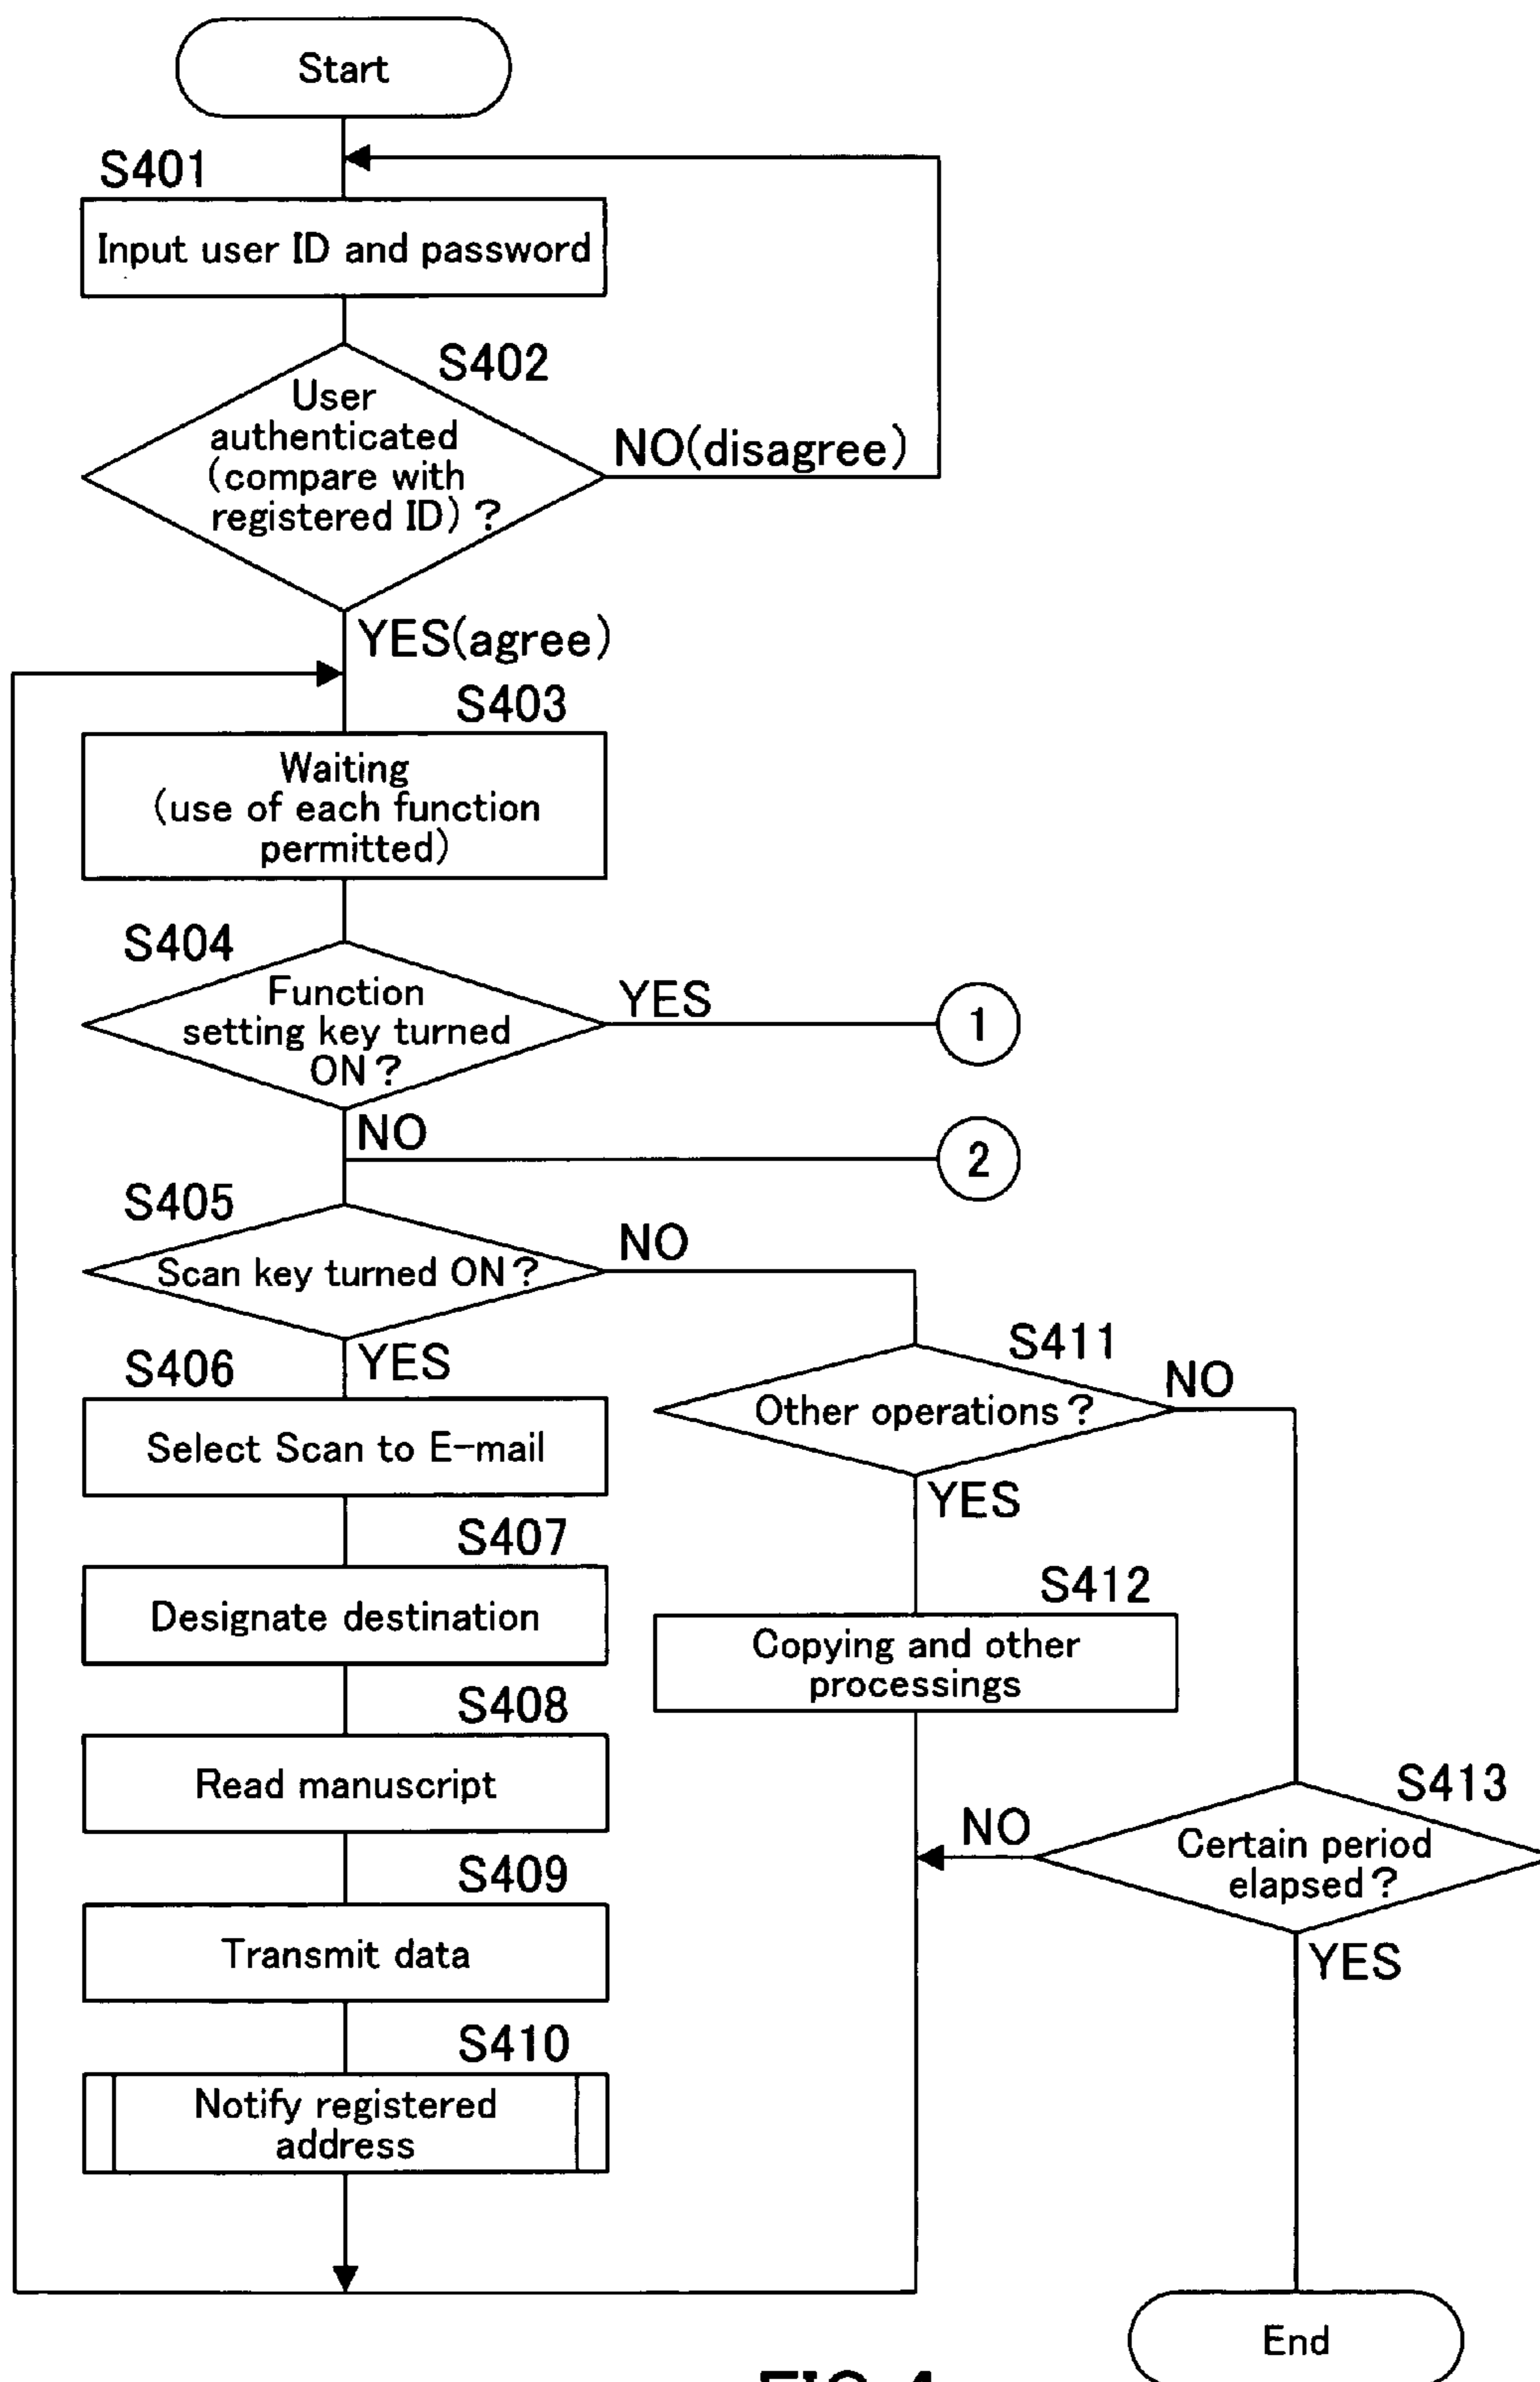 Start
S401
Input user ID and password
S402
User
authenticated
(compare with
registered ID)?
NO(disagree)
YES(agree)
S403
Waiting
(use of each function
permitted)
S404
Function
setting key turned
ON?
YES
1
NO
2
S405
Scan key turned ON?
NO
YES
S406
Select Scan to E-mail
S411
Other operations?
NO
YES
S407
Designate destination
S412
Copying and other
processings
S408
Read manuscript
S413
Certain period
elapsed?
NO
YES
S409
Transmit data
S410
Notify registered
address
End